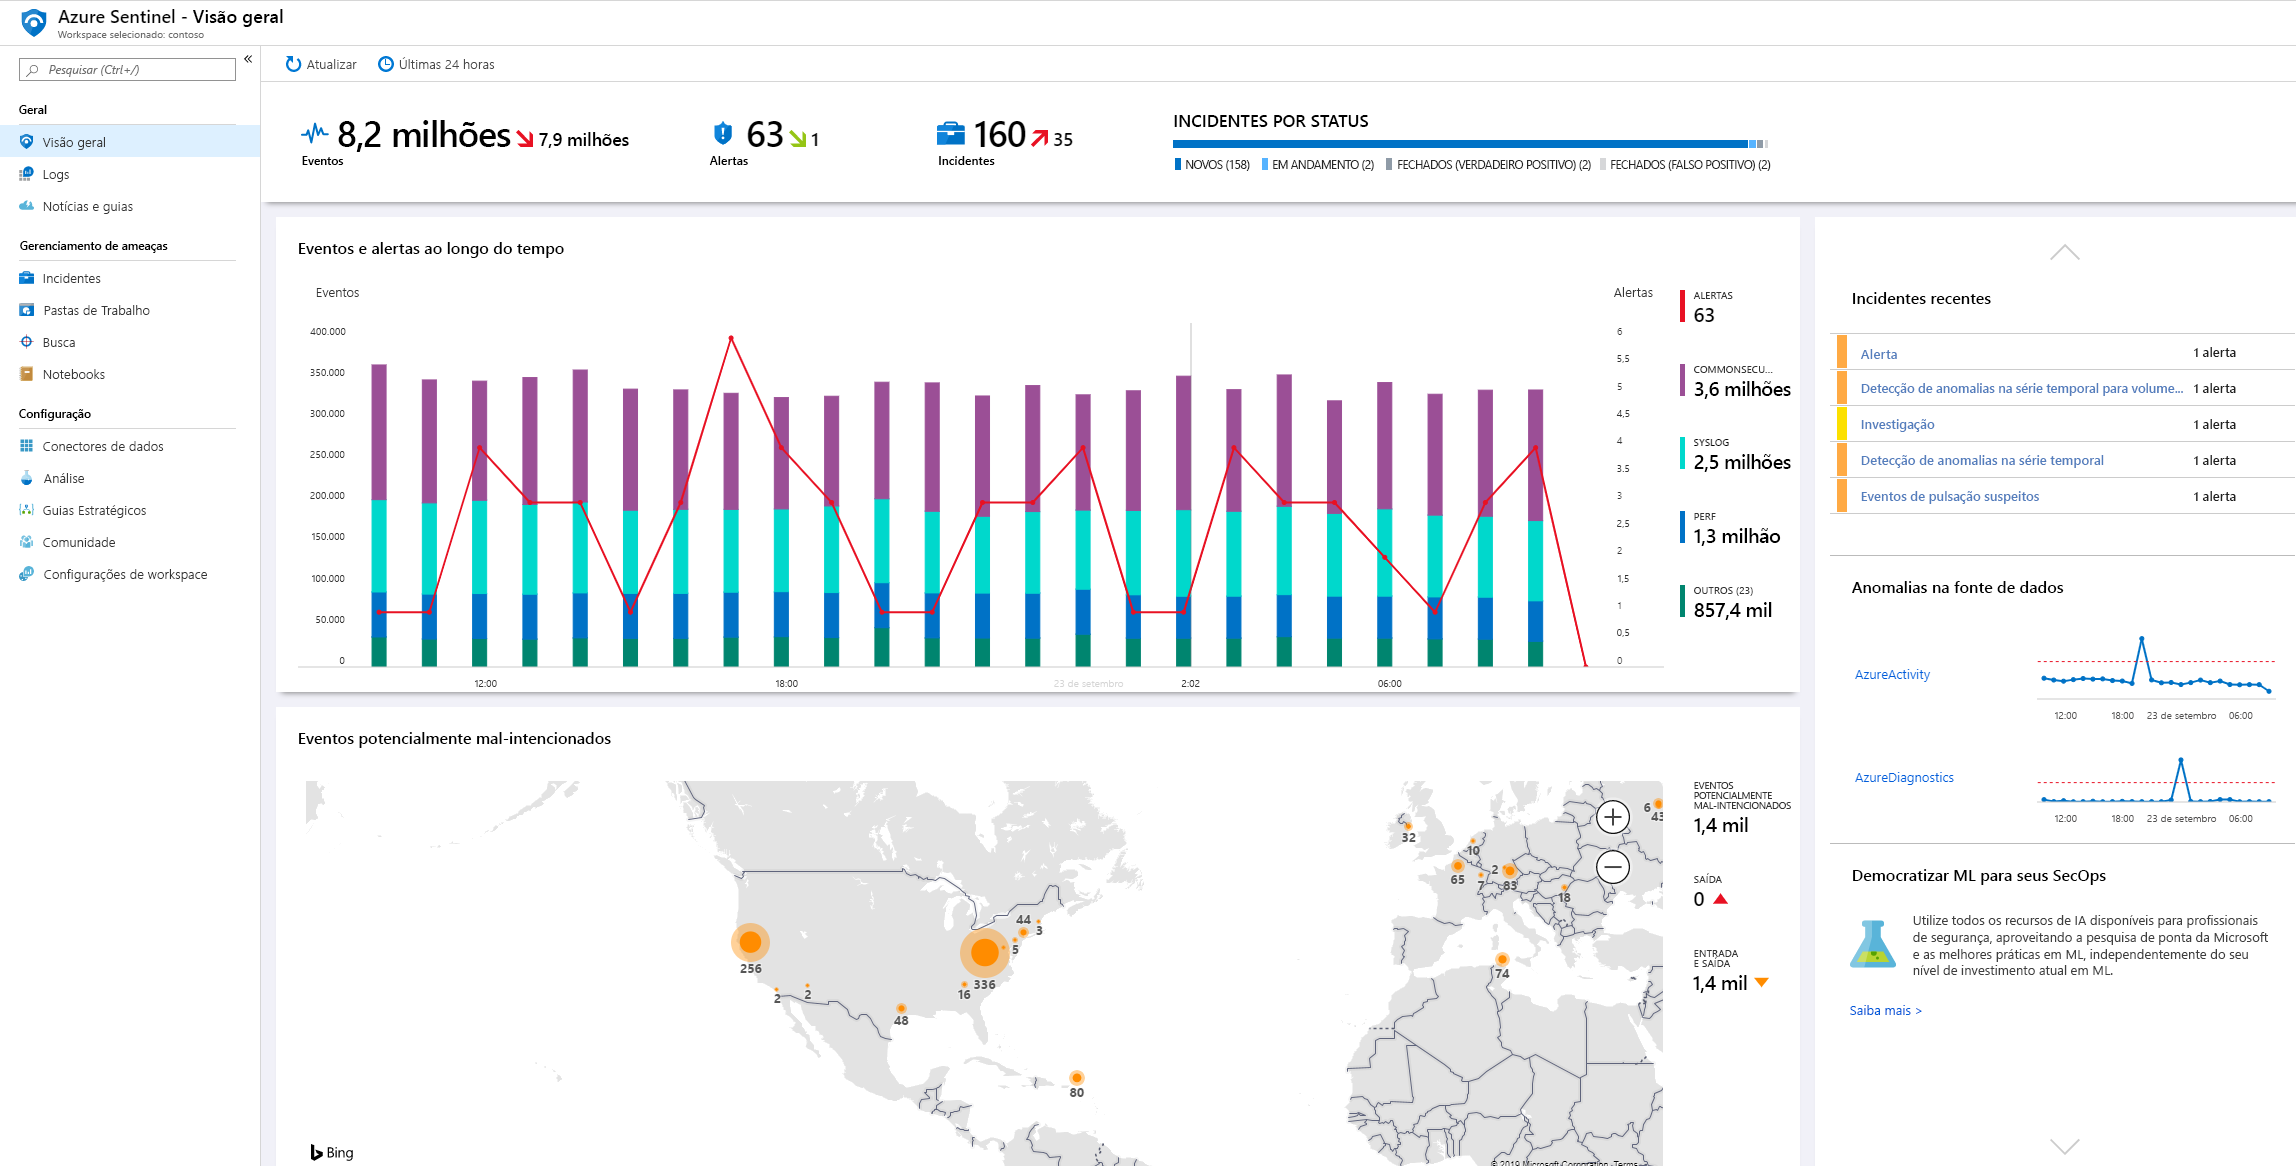 Azure Sentinel - Visão geral
Workspace selecionado: contoso
Pesquisar (Ctrl+/)
«
Geral
Visão geral
Logs
Notícias e guias
Gerenciamento de ameaças
Incidentes
Pastas de Trabalho
Busca
Notebooks
Configuração
Conectores de dados
Análise
Guias Estratégicos
Comunidade
Configurações de workspace
Atualizar
Últimas 24 horas
8,2 milhões 7,9 milhões
Eventos
63 1
Alertas
160 35
Incidentes
INCIDENTES POR STATUS
NOVOS (158) EM ANDAMENTO (2) FECHADOS (VERDADEIRO POSITIVO) (2) FECHADOS (FALSO POSITIVO) (2)
Eventos e alertas ao longo do tempo
Eventos
400.000
350.000
300.000
250.000
200.000
150.000
100.000
50.000
0
12:00 18:00 23 de setembro 2:02 06:00
Alertas
6
5,5
5
4,5
4
3.5
3
2,5
2
1,5
1
0,5
0
ALERTAS
63
COMMONSECU...
3,6 milhões
SYSLOG
2,5 milhões
PERF
1,3 milhão
OUTROS (23)
857,4 mil
Eventos potencialmente mal-intencionados
256
2
2
48
16
336
5
44
3
80
32
10
65
7
2
83
18
74
6
43
+
−
Bing
© 2019 Microsoft Corporation Terms
EVENTOS
POTENCIALMENTE
MAL-INTENCIONADOS
1,4 mil
SAÍDA
0
ENTRADA
E SAÍDA
1,4 mil
Incidentes recentes
Alerta 1 alerta
Detecção de anomalias na série temporal para volume... 1 alerta
Investigação 1 alerta
Detecção de anomalias na série temporal 1 alerta
Eventos de pulsação suspeitos 1 alerta
Anomalias na fonte de dados
AzureActivity
12:00 18:00 23 de setembro 06:00
AzureDiagnostics
12:00 18:00 23 de setembro 06:00
Democratizar ML para seus SecOps
Utilize todos os recursos de IA disponíveis para profissionais
de segurança, aproveitando a pesquisa de ponta da Microsoft
e as melhores práticas em ML, independentemente do seu
nível de investimento atual em ML.
Saiba mais >